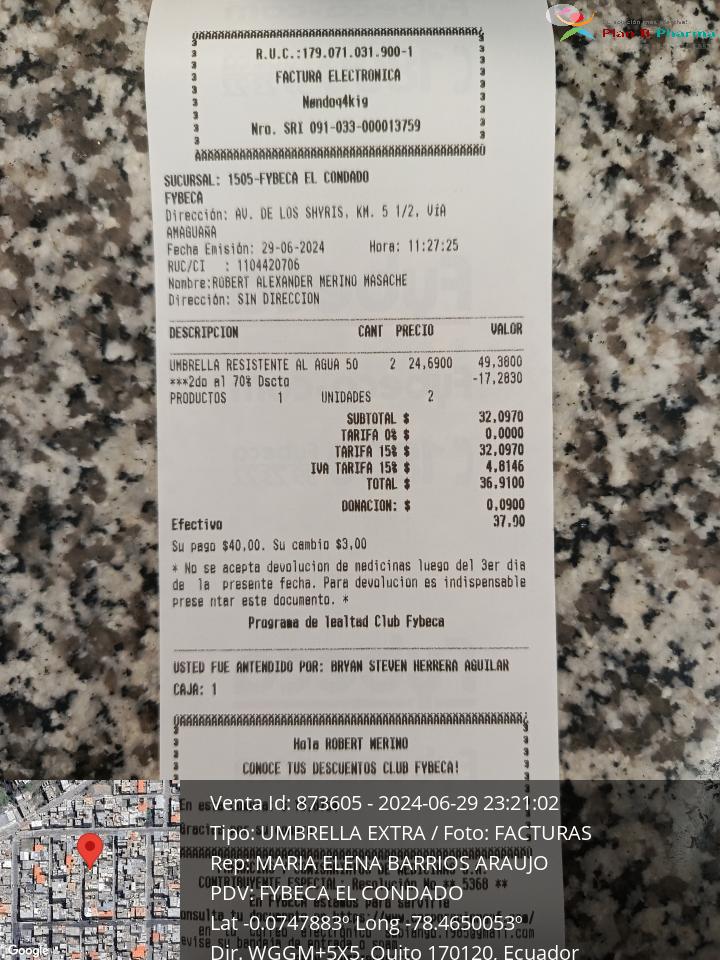 Plan B Pharma
R.U.C.:179.071.031.900-1
FACTURA ELECTRONICA
Nro. SRI 091-033-000013759
SUCURSAL: 1505-FYBECA EL CONDADO
FYBECA
Dirección: AV. DE LOS SHYRIS, KM. 5 1/2, VíA
AMAGUAÑA
Fecha Emisión: 29-06-2024 Hora: 11:27:25
RUC/CI : 1104420706
Nombre:ROBERT ALEXANDER MERINO MASACHE
Dirección: SIN DIRECCION
DESCRIPCION CANT PRECIO VALOR
UMBRELLA RESISTENTE AL AGUA 50 2 24,6900 49,3800
***2do al 70% Dscto -17,2830
PRODUCTOS 1 UNIDADES 2
SUBTOTAL $ 32,0970
TARIFA 0% $ 0,0000
TARIFA 15% $ 32,0970
IVA TARIFA 15% $ 4,8146
TOTAL $ 36,9100
DONACION: $ 0,0900
Efectivo 37,00
Su pago $40,00. Su cambio $3,00
* No se acepta devolucion de medicinas luego del 3er dia
de la presente fecha. Para devolucion es indispensable
prese ntar este documento. *
Programa de lealtad Club Fybeca
USTED FUE ANTENDIDO POR: BRYAN STEVEN HERRERA AGUILAR
CAJA: 1
Hola ROBERT MERINO
CONOCE TUS DESCUENTOS CLUB FYBECA!
Venta Id: 873605 - 2024-06-29 23:21:02
Tipo: UMBRELLA EXTRA / Foto: FACTURAS
Rep: MARIA ELENA BARRIOS ARAUJO
CONTRIBUYENTE ESPECIAL: Resolución No ** 5368 **
PDV: FYBECA EL CONDADO
Lat -0.0747883º Long -78.4650053º
Dir. WGGM+5X5, Quito 170120, Ecuador
Google